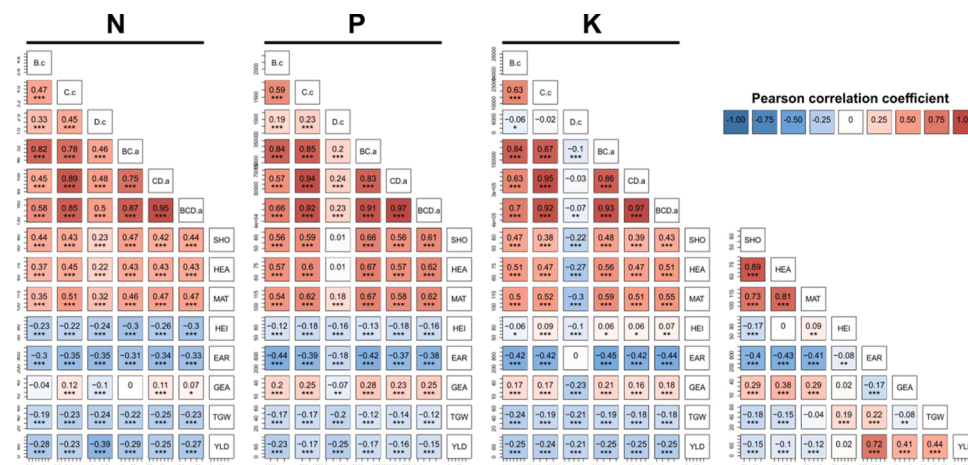 N P K
B.c B.c B.c
0.47 *** C.c 0.59 *** C.c 0.63 *** C.c
Pearson correlation coefficient
0.33 *** 0.45 *** D.c 0.19 *** 0.23 *** D.c -0.06 * -0.02 D.c -1.00 -0.75 -0.50 -0.25 0 0.25 0.50 0.75
0.82 *** 0.78 *** 0.46 *** BC.a 0.84 *** 0.85 *** 0.2 *** BC.a 0.84 *** 0.87 *** -0.1 *** BC.a
0.45 *** 0.89 *** 0.48 *** 0.75 *** CD.a 0.57 *** 0.94 *** 0.24 *** 0.83 *** CD.a 0.63 *** 0.95 *** -0.03 0.86 *** CD.a
0.58 *** 0.85 *** 0.5 *** 0.87 *** 0.95 *** BCD.a 0.66 *** 0.92 *** 0.23 *** 0.91 *** 0.97 *** BCD.a 0.7 *** 0.92 *** -0.07 ** 0.93 *** 0.97 *** BCD.a
0.44 *** 0.43 *** 0.23 *** 0.47 *** 0.42 *** 0.44 *** SHO 0.56 *** 0.59 *** 0.01 0.66 *** 0.56 *** 0.61 *** SHO 0.47 *** 0.38 *** -0.22 *** 0.48 *** 0.39 *** 0.43 *** SHO SHO
0.37 *** 0.45 *** 0.22 *** 0.43 *** 0.43 *** 0.43 *** HEA 0.57 *** 0.6 *** 0.01 0.67 *** 0.57 *** 0.62 *** HEA 0.51 *** 0.47 *** -0.27 *** 0.56 *** 0.47 *** 0.51 *** HEA 0.89 *** HEA
0.35 *** 0.51 *** 0.32 *** 0.46 *** 0.47 *** 0.47 *** MAT 0.54 *** 0.62 *** 0.18 *** 0.67 *** 0.58 *** 0.62 *** MAT 0.5 *** 0.52 *** -0.3 *** 0.59 *** 0.51 *** 0.55 *** MAT 0.73 *** 0.81 *** MAT
-0.23 *** -0.22 *** -0.24 *** -0.3 *** -0.26 *** -0.3 *** HEI -0.12 *** -0.18 *** -0.16 *** -0.13 *** -0.18 *** -0.16 *** HEI -0.06 * 0.09 *** -0.1 *** 0.06 * 0.06 * 0.07 ** HEI -0.17 *** 0 0.09 ** HEI
-0.3 *** -0.35 *** -0.35 *** -0.31 *** -0.34 *** -0.33 *** EAR -0.44 *** -0.39 *** -0.18 *** -0.42 *** -0.37 *** -0.38 *** EAR -0.42 *** -0.42 *** 0 -0.45 *** -0.42 *** -0.44 *** EAR -0.4 *** -0.43 *** -0.41 *** -0.08 ** EAR
-0.04 0.12 *** -0.1 *** 0 0.11 *** 0.07 * GEA 0.2 *** 0.25 *** -0.07 ** 0.28 *** 0.23 *** 0.25 *** GEA 0.17 *** 0.17 *** -0.23 *** 0.21 *** 0.16 *** 0.18 *** GEA 0.29 *** 0.38 *** 0.29 *** 0.02 -0.17 *** GEA
-0.19 *** -0.23 *** -0.24 *** -0.22 *** -0.25 *** -0.23 *** TGW -0.17 *** -0.17 *** -0.2 *** -0.12 *** -0.14 *** -0.12 *** TGW -0.24 *** -0.19 *** -0.21 *** -0.19 *** -0.18 *** -0.18 *** TGW -0.18 *** -0.15 *** -0.04 0.19 *** 0.22 *** -0.08 ** TGW
-0.28 *** -0.23 *** -0.39 *** -0.29 *** -0.25 *** -0.27 *** YLD -0.23 *** -0.17 *** -0.25 *** -0.17 *** -0.16 *** -0.15 *** YLD -0.25 *** -0.24 *** -0.21 *** -0.25 *** -0.25 *** -0.25 *** YLD -0.15 *** -0.1 *** -0.12 *** 0.02 0.72 *** 0.41 *** 0.44 ***